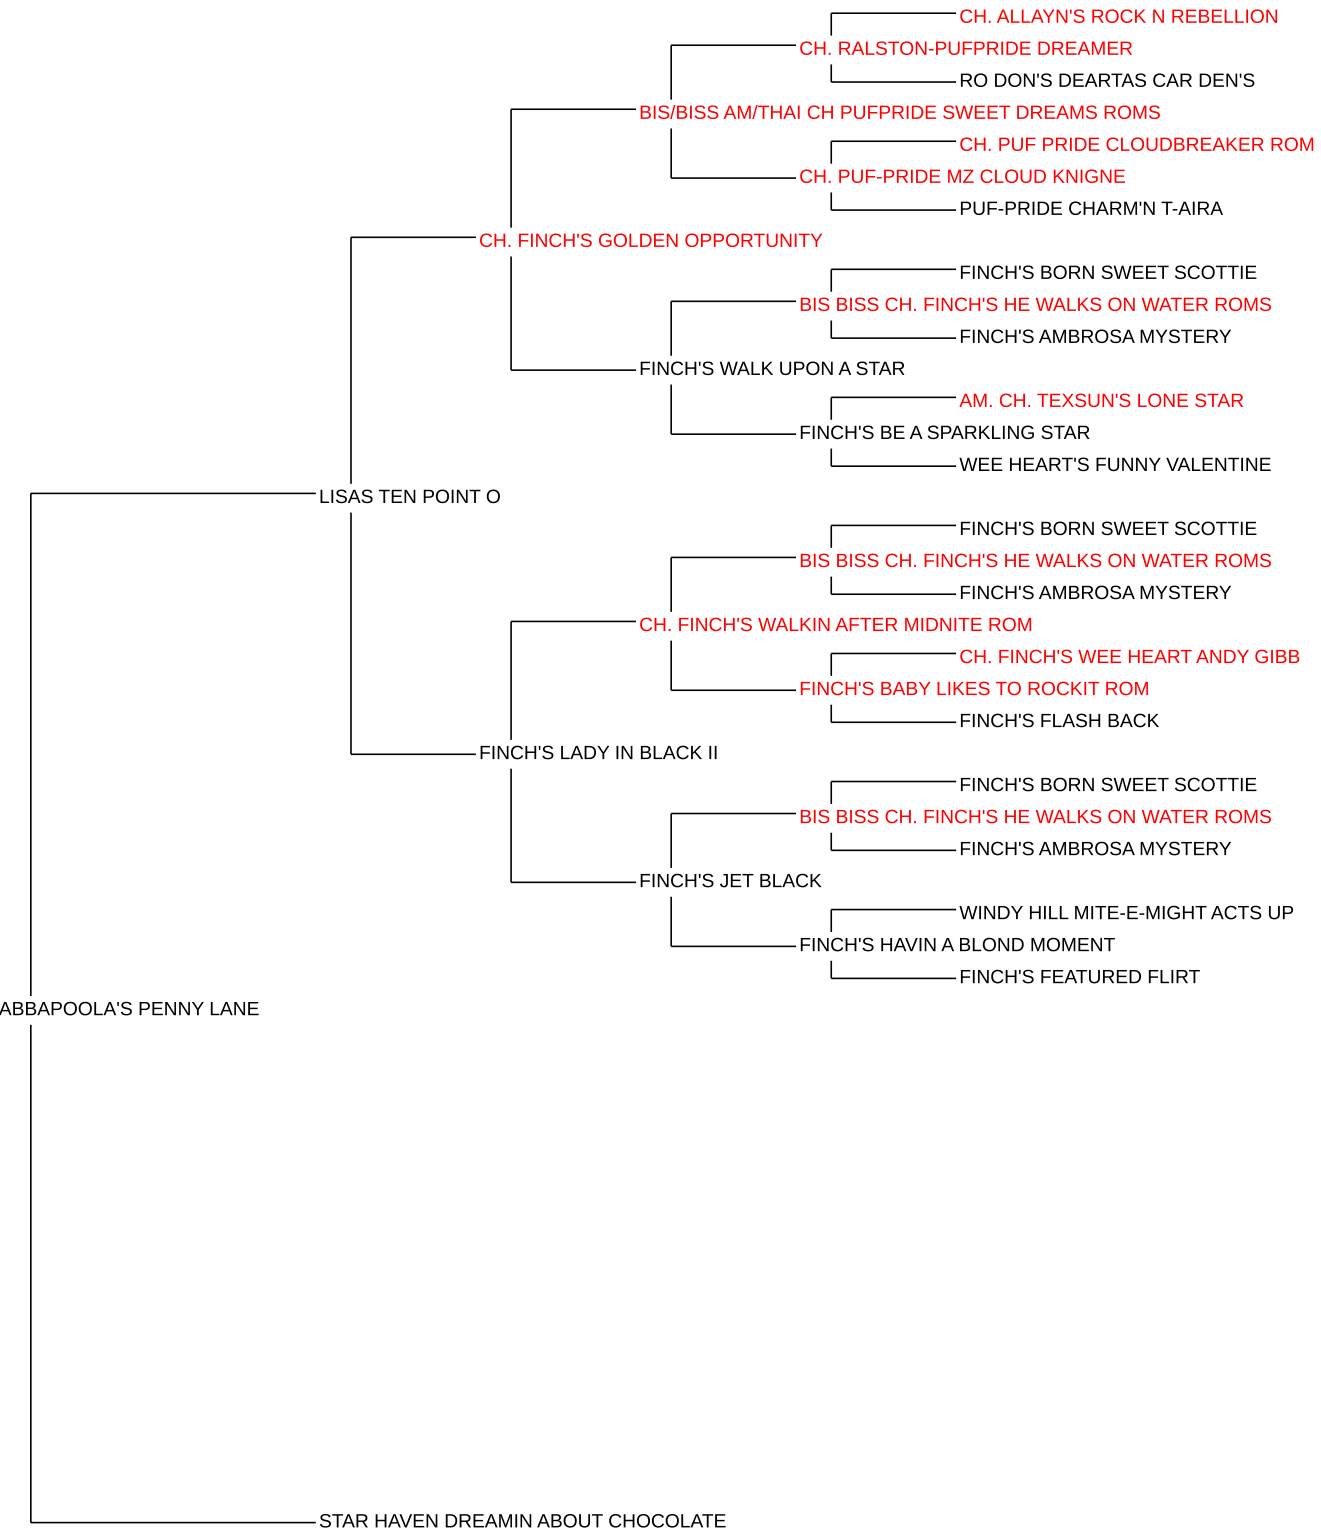 CH. ALLAYN'S ROCK N REBELLION
CH. RALSTON-PUFPRIDE DREAMER
RO DON'S DEARTAS CAR DEN'S
BIS/BISS AM/THAI CH PUFPRIDE SWEET DREAMS ROMS
CH. PUF PRIDE CLOUDBREAKER ROM
CH. PUF-PRIDE MZ CLOUD KNIGNE
PUF-PRIDE CHARM'N T-AIRA
CH. FINCH'S GOLDEN OPPORTUNITY
FINCH'S BORN SWEET SCOTTIE
BIS BISS CH. FINCH'S HE WALKS ON WATER ROMS
FINCH'S AMBROSA MYSTERY
FINCH'S WALK UPON A STAR
AM. CH. TEXSUN'S LONE STAR
FINCH'S BE A SPARKLING STAR
WEE HEART'S FUNNY VALENTINE
LISAS TEN POINT O
FINCH'S BORN SWEET SCOTTIE
BIS BISS CH. FINCH'S HE WALKS ON WATER ROMS
FINCH'S AMBROSA MYSTERY
CH. FINCH'S WALKIN AFTER MIDNITE ROM
CH. FINCH'S WEE HEART ANDY GIBB
FINCH'S BABY LIKES TO ROCKIT ROM
FINCH'S FLASH BACK
FINCH'S LADY IN BLACK II
FINCH'S BORN SWEET SCOTTIE
BIS BISS CH. FINCH'S HE WALKS ON WATER ROMS
FINCH'S AMBROSA MYSTERY
FINCH'S JET BLACK
WINDY HILL MITE-E-MIGHT ACTS UP
FINCH'S HAVIN A BLOND MOMENT
FINCH'S FEATURED FLIRT
ABBAPOOLA'S PENNY LANE
STAR HAVEN DREAMIN ABOUT CHOCOLATE